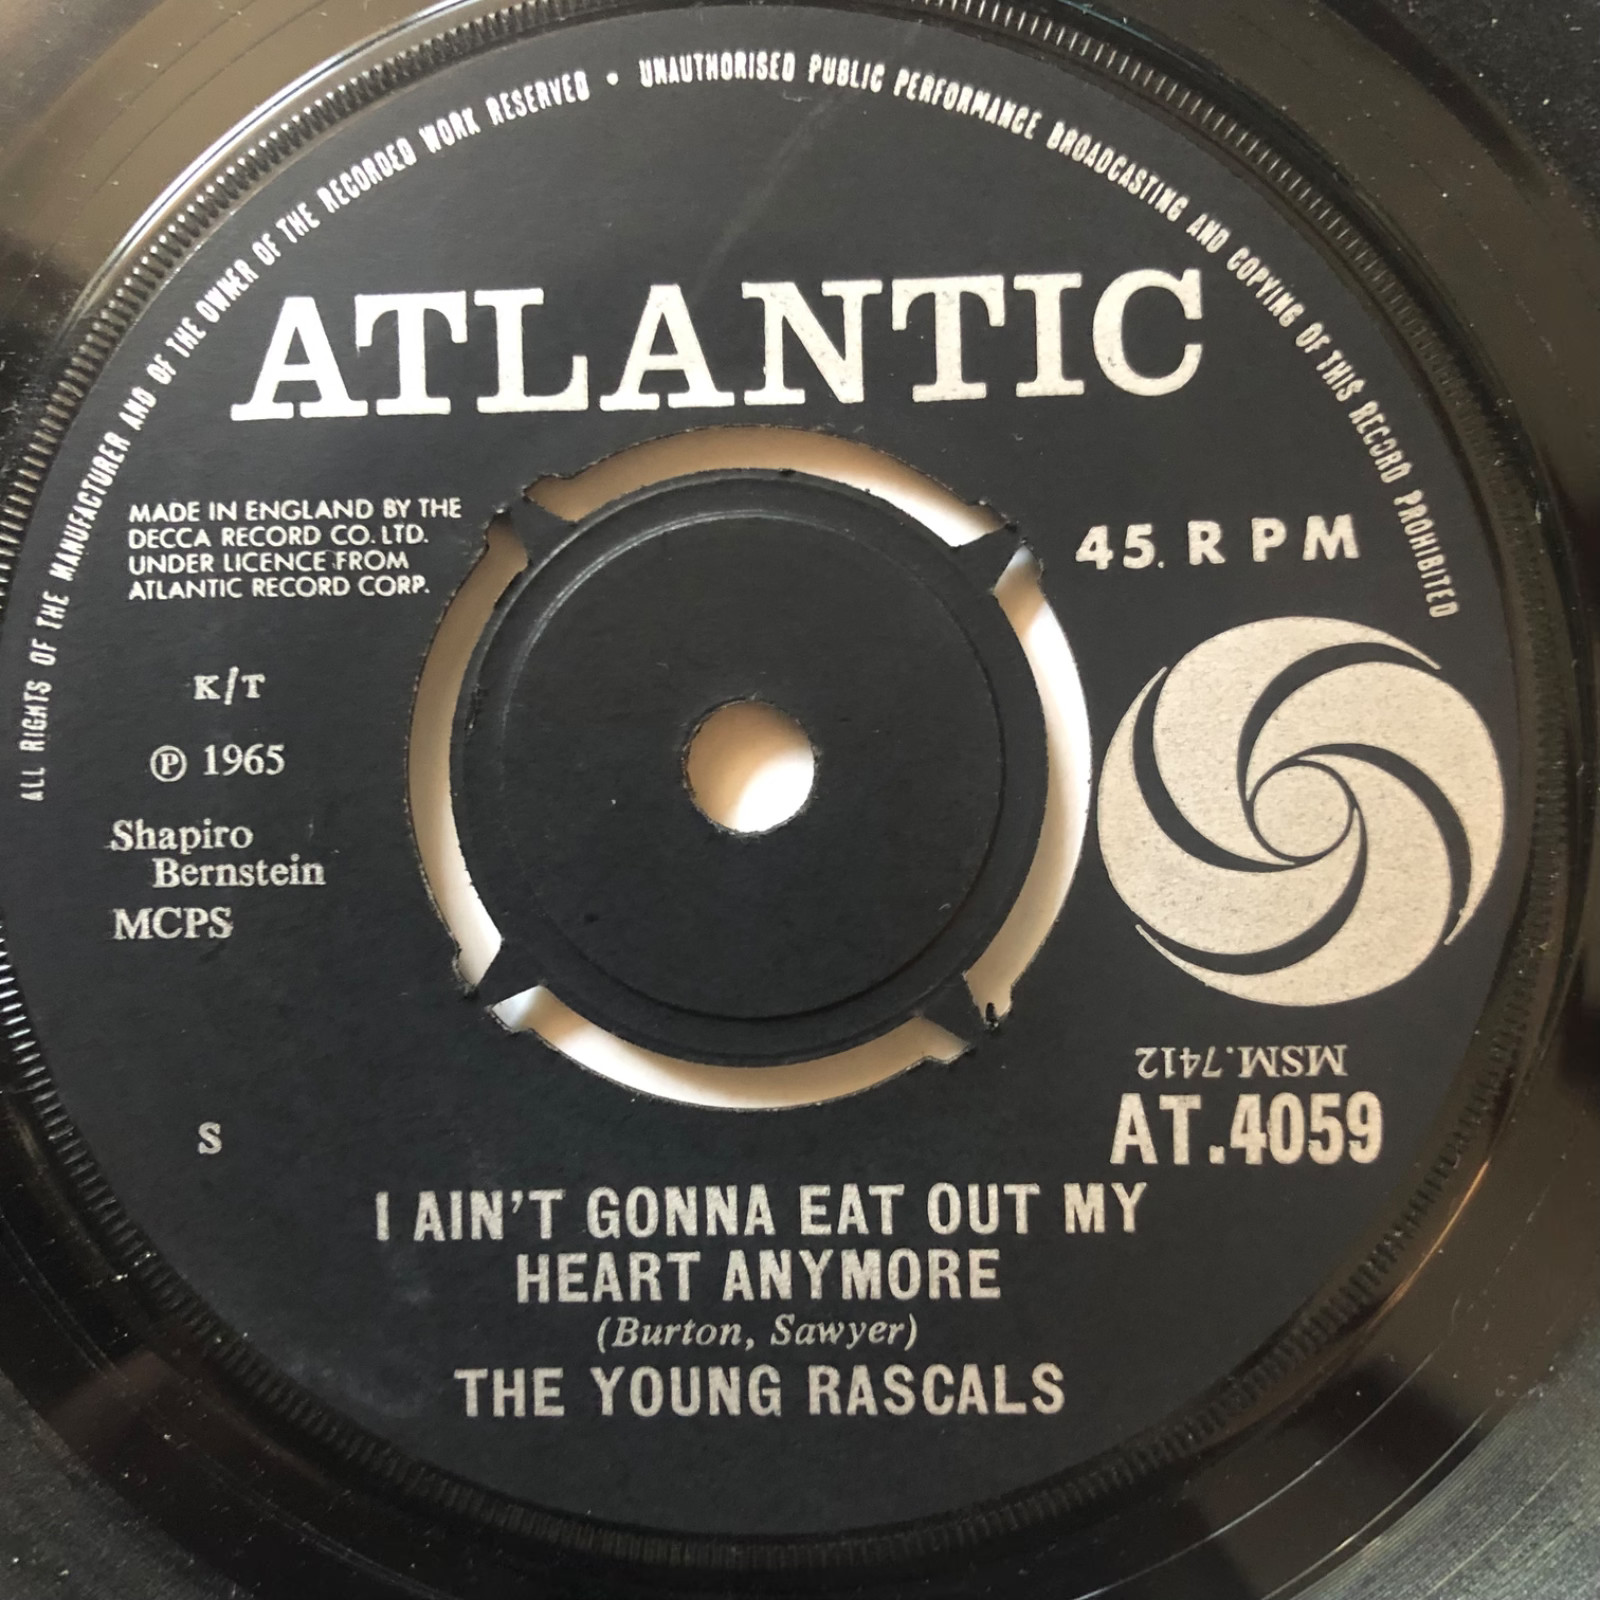 ALL RIGHTS OF THE MANUFACTURER AND OF THE OWNER OF THE RECORDED WORK RESERVED • UNAUTHORISED PUBLIC PERFORMANCE BROADCASTING AND COPYING OF THIS RECORD PROHIBITED
ATLANTIC
MADE IN ENGLAND BY THE
DECCA RECORD CO. LTD.
UNDER LICENCE FROM
ATLANTIC RECORD CORP.
45. RPM
K/T
℗ 1965
Shapiro
Bernstein
MCPS
MSM.7412
AT.4059
S
I AIN'T GONNA EAT OUT MY
HEART ANYMORE
(Burton, Sawyer)
THE YOUNG RASCALS